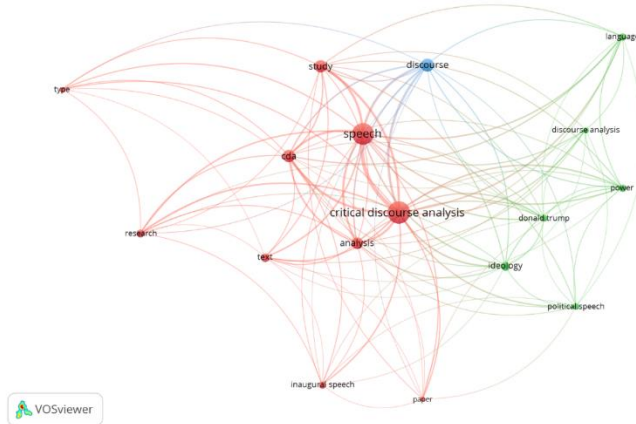 language
study
discourse
type
discourse analysis
speech
cda
power
critical discourse analysis
donald trump
research
analysis
text
ideology
political speech
inaugural speech
paper
VOSviewer